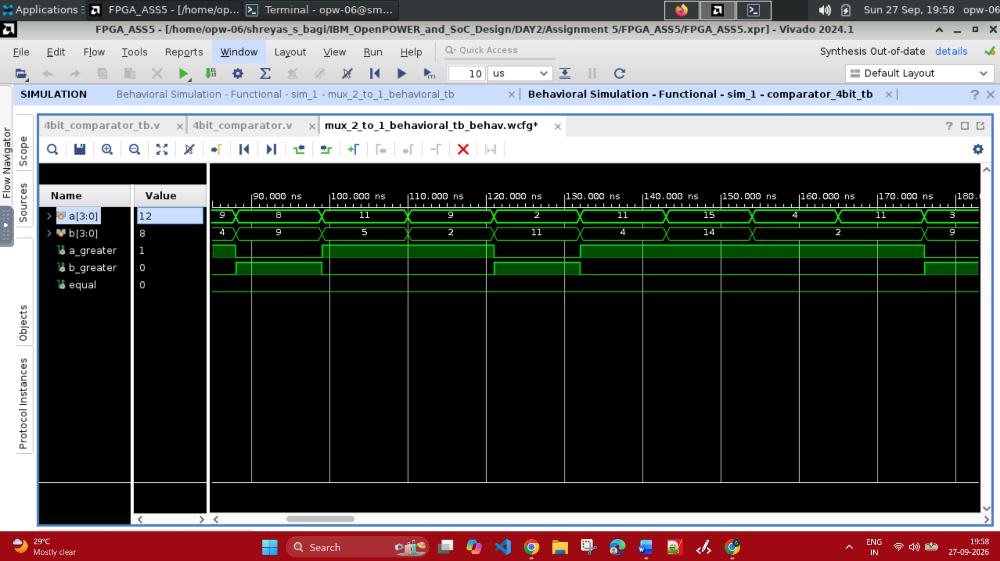 Applications
FPGA_ASS5 - [/home/op...
Terminal - opw-06@sm...
Sun 27 Sep, 19:58
opw-06
FPGA_ASS5 - [/home/opw-06/shreyas_s_bagi/IBM_OpenPOWER_and_SoC_Design/DAY2/Assignment 5/FPGA_ASS5/FPGA_ASS5.xpr] - Vivado 2024.1
File Edit Flow Tools Reports Window Layout View Run Help
Quick Access
Synthesis Out-of-date details
10 us
Default Layout
SIMULATION
Behavioral Simulation - Functional - sim_1 - mux_2_to_1_behavioral_tb
Behavioral Simulation - Functional - sim_1 - comparator_4bit_tb
Flow Navigator
Scope
Sources
Objects
Protocol Instances
4bit_comparator_tb.v
4bit_comparator.v
mux_2_to_1_behavioral_tb_behav.wcfg*
Name Value
90.000 ns 100.000 ns 110.000 ns 120.000 ns 130.000 ns 140.000 ns 150.000 ns 160.000 ns 170.000 ns 180.
a[3:0] 12 9 8 11 9 2 11 15 4 11 3
b[3:0] 8 4 9 5 2 11 4 14 2 9
a_greater 1
b_greater 0
equal 0
29°C
Mostly clear
Search
ENG
IN
19:58
27-09-2026